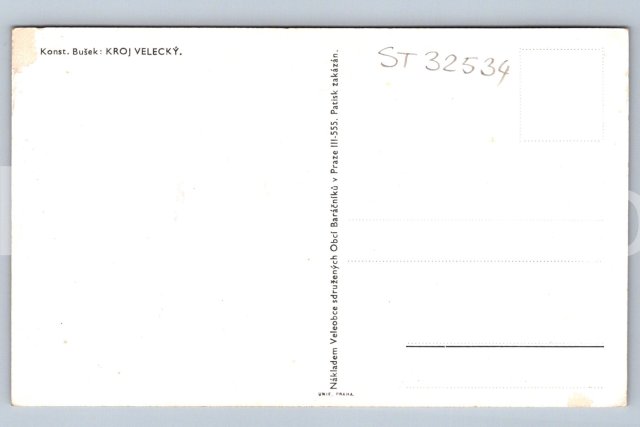 Konst. Bušek: KROJ VELECKÝ.
ST 32534
Nákladem Veleobce sdružených Obcí Baráčníků v Praze III-555. Patisk zakázán.
UNIE, PRAHA.